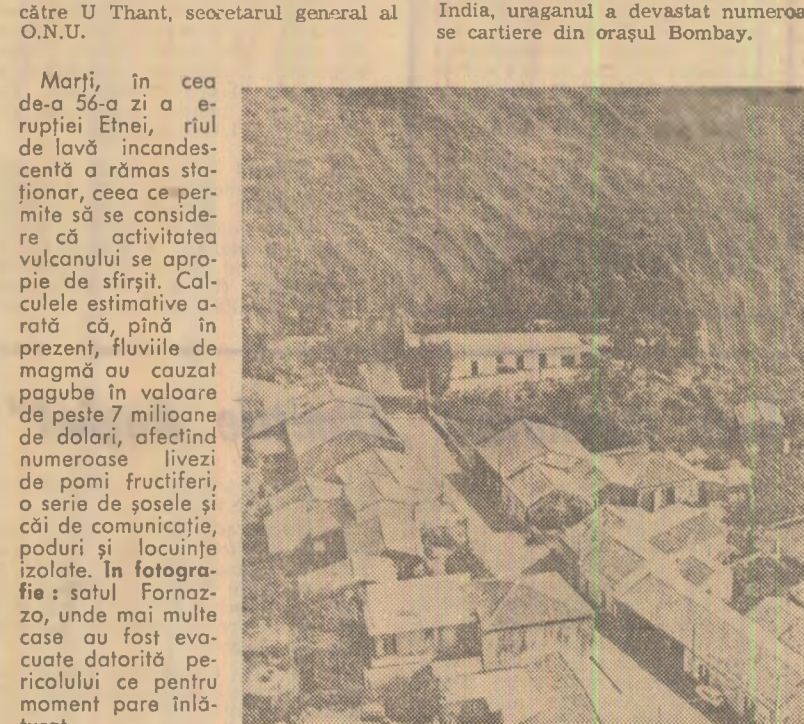 către U Thant, secretarul general al
O.N.U.
India, uraganul a devastat numeroa-
se cartiere din orașul Bombay.
Marți, în cea
de-a 56-a zi a e-
rupției Etnei, rîul
de lavă incandes-
centă a rămas sta-
ționar, ceea ce per-
mite să se conside-
re că activitatea
vulcanului se apro-
pie de sfîrșit. Cal-
culele estimative a-
rată că, pînă în
prezent, fluviile de
magmă au cauzat
pagube în valoare
de peste 7 milioane
de dolari, afectînd
numeroase livezi
de pomi fructiferi,
o serie de șosele și
căi de comunicație,
poduri și locuințe
izolate. In fotogra-
fie : satul Fornaz-
zo, unde mai multe
case au fost eva-
cuate datorită pe-
ricolului ce pentru
moment pare înlă-